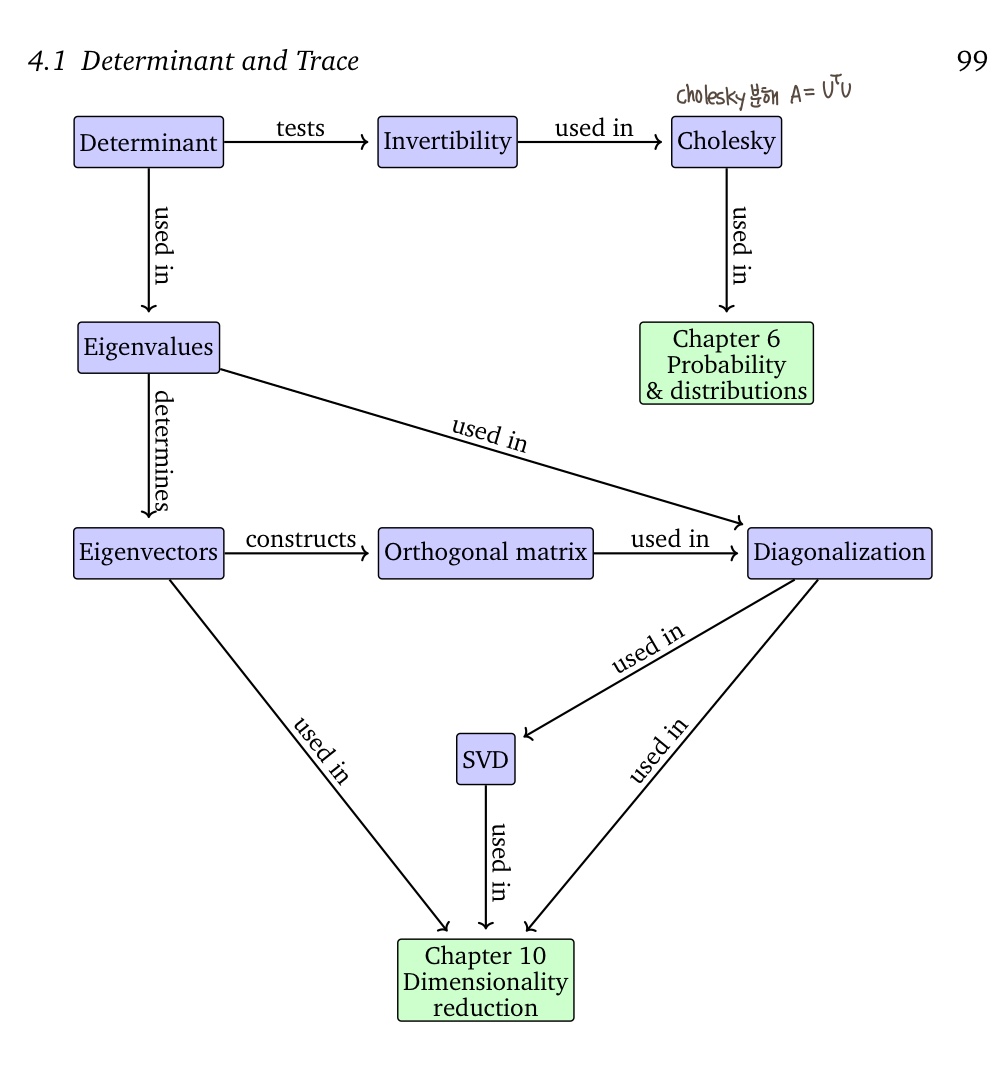 4.1 Determinant and Trace 99
Cholesky 분해 A = UᵀU
Determinant tests Invertibility used in Cholesky
used in used in
Eigenvalues
Chapter 6
Probability
& distributions
determines used in
Eigenvectors constructs Orthogonal matrix used in Diagonalization
used in
used in used in
SVD
used in
Chapter 10
Dimensionality
reduction